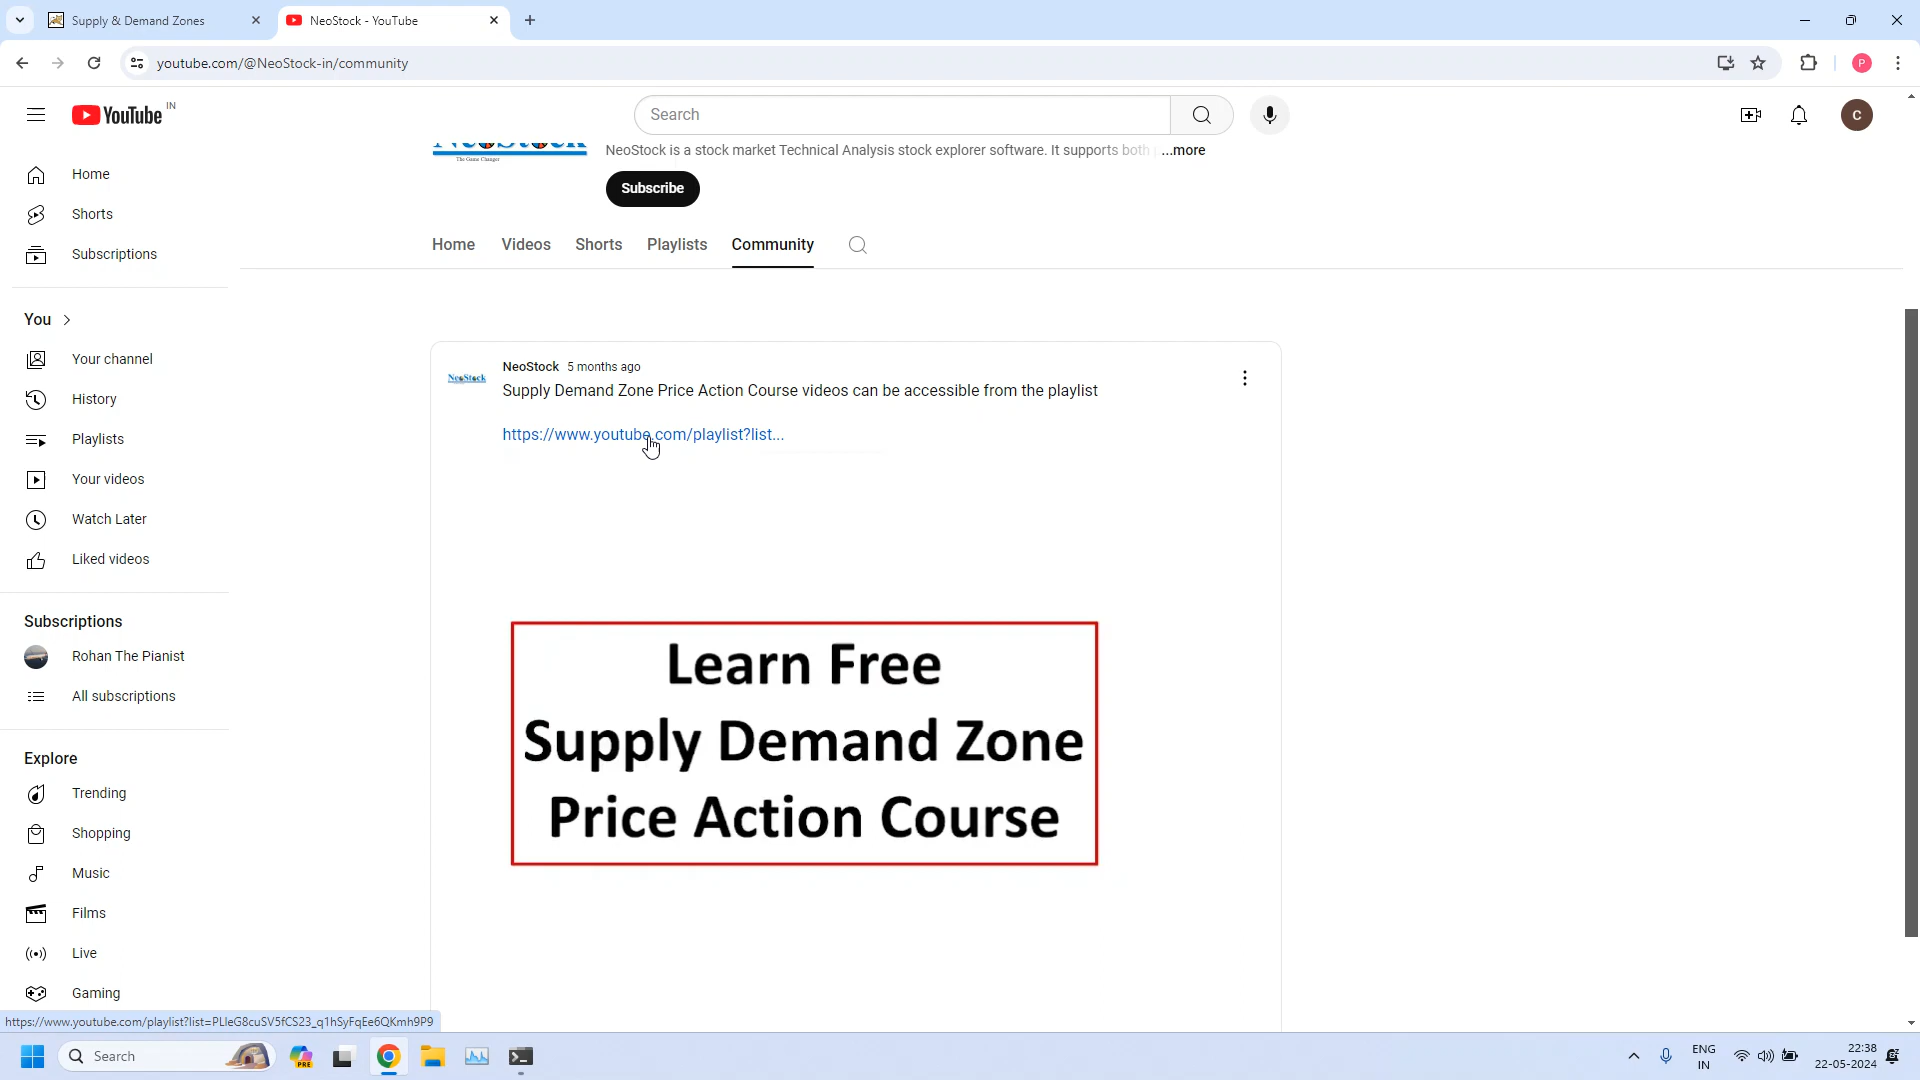 Supply & Demand Zones
NeoStock - YouTube
youtube.com/@NeoStock-in/community
P
YouTube IN
Search
C
The Game Changer
NeoStock is a stock market Technical Analysis stock explorer software. It supports both ...more
Subscribe
Home
Shorts
Subscriptions
Home Videos Shorts Playlists Community
You
Your channel
History
Playlists
Your videos
Watch Later
Liked videos
NeoStock
NeoStock 5 months ago
Supply Demand Zone Price Action Course videos can be accessible from the playlist
https://www.youtube.com/playlist?list...
Learn Free
Supply Demand Zone
Price Action Course
Subscriptions
Rohan The Pianist
All subscriptions
Explore
Trending
Shopping
Music
Films
Live
Gaming
https://www.youtube.com/playlist?list=PLIeG8cuSV5fCS23_q1hSyFqEe6QKmh9P9
Search
PRE
ENG
IN
22:38
22-05-2024